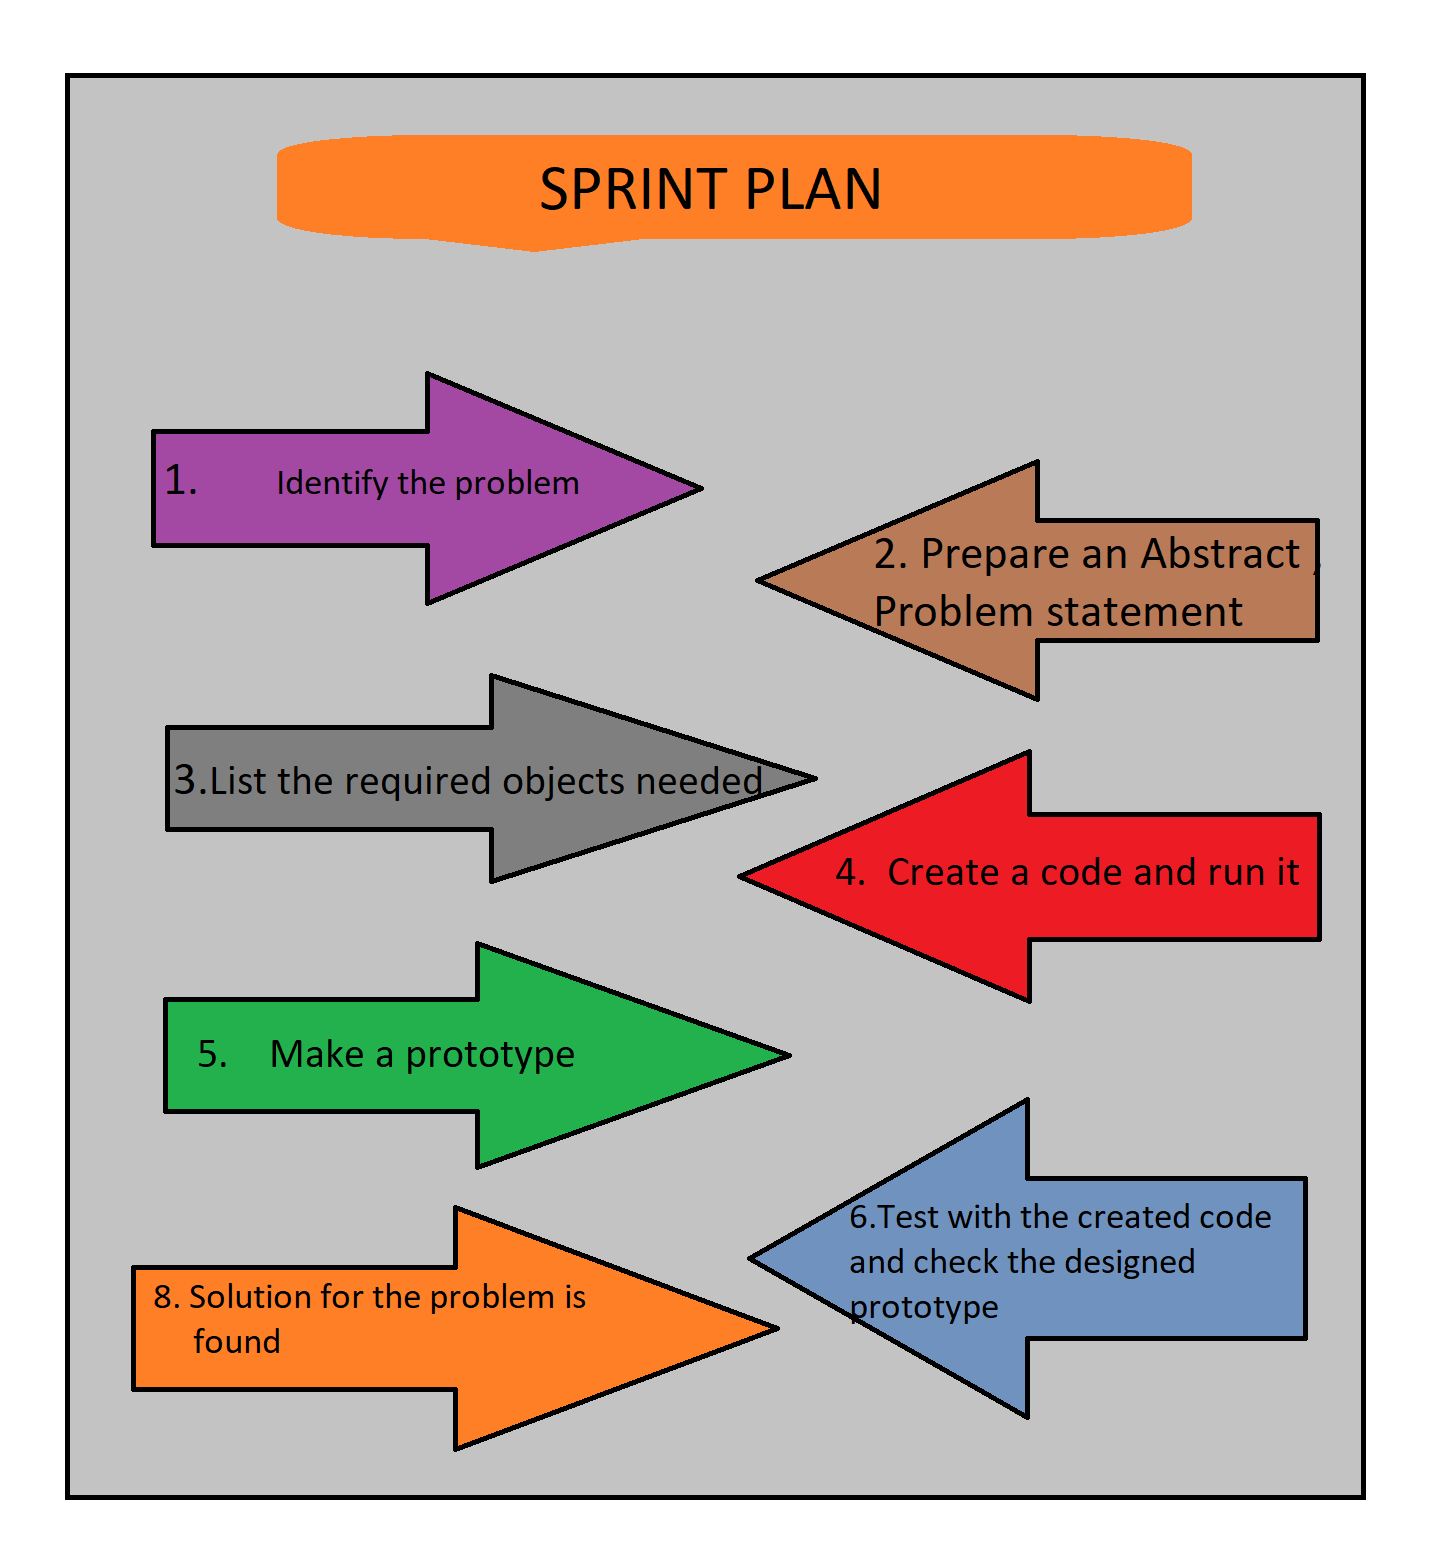 SPRINT PLAN
1. Identify the problem
2. Prepare an Abstract ,
Problem statement
3.List the required objects needed
4. Create a code and run it
5. Make a prototype
6.Test with the created code
and check the designed
prototype
8. Solution for the problem is
found